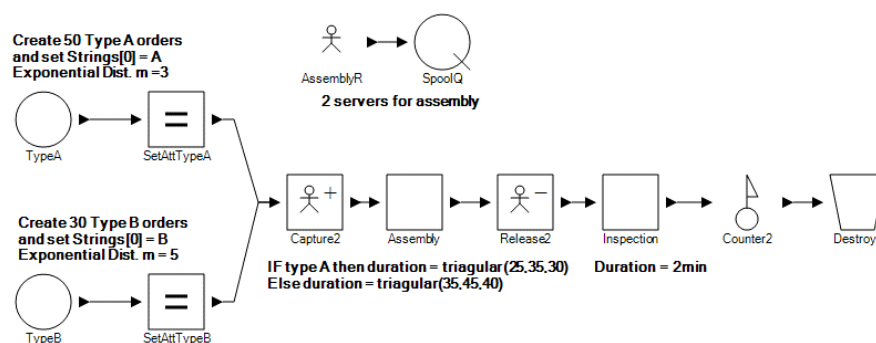 Create 50 Type A orders
and set Strings[0] = A
Exponential Dist. m =3
TypeA
SetAttTypeA
AssemblyR
SpoolQ
2 servers for assembly
Create 30 Type B orders
and set Strings[0] = B
Exponential Dist. m = 5
TypeB
SetAttTypeB
Capture2
Assembly
Release2
Inspection
Counter2
Destroy
IF type A then duration = triagular(25,35,30)
Else duration = triagular(35,45,40)
Duration = 2min